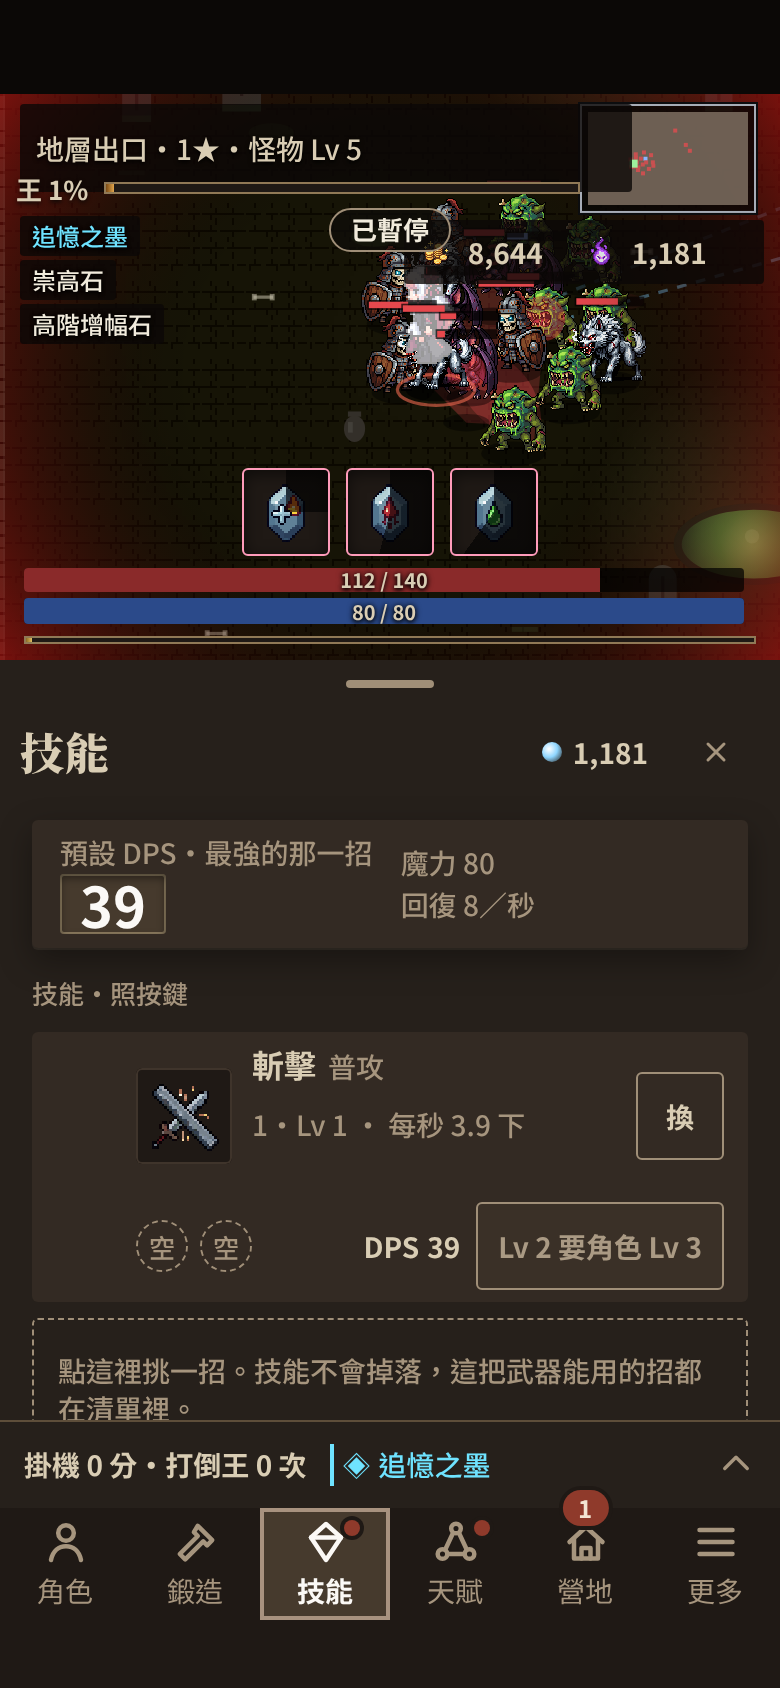 地層出口・1★・怪物 Lv 5
王 1%
已暫停
追憶之墨
8,644
1,181
崇高石
高階增幅石
112 / 140
80 / 80
技能
1,181
預設 DPS・最強的那一招
39
魔力 80
回復 8／秒
技能・照按鍵
斬擊 普攻
1・Lv 1 ・ 每秒 3.9 下
換
空
空
DPS 39
Lv 2 要角色 Lv 3
點這裡挑一招。技能不會掉落，這把武器能用的招都
在清單裡。
掛機 0 分・打倒王 0 次
◈ 追憶之墨
1
角色
鍛造
技能
天賦
營地
更多